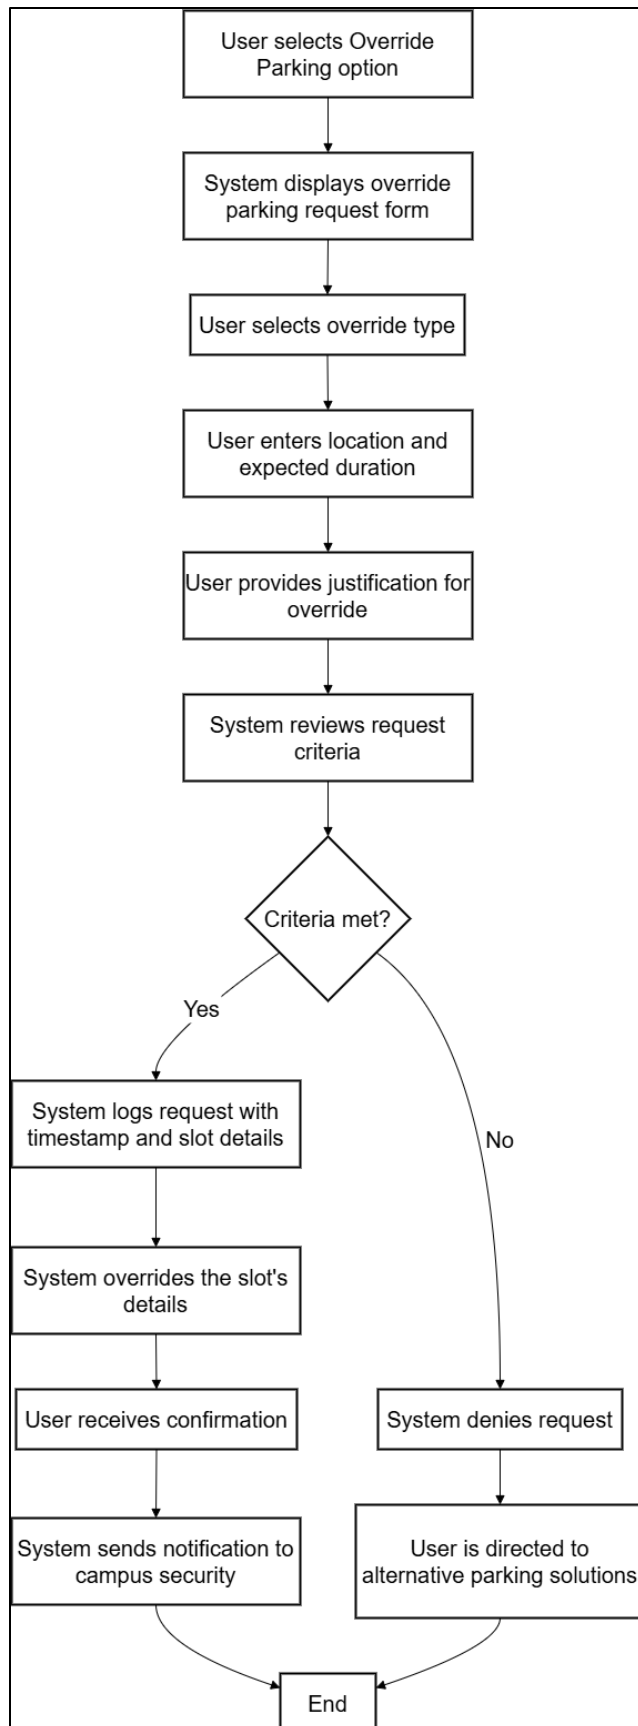 User selects Override
Parking option
System displays override
parking request form
User selects override type
User enters location and
expected duration
User provides justification for
override
System reviews request
criteria
Criteria met?
Yes
No
System logs request with
timestamp and slot details
System overrides the slot's
details
User receives confirmation
System denies request
System sends notification to
campus security
User is directed to
alternative parking solutions
End